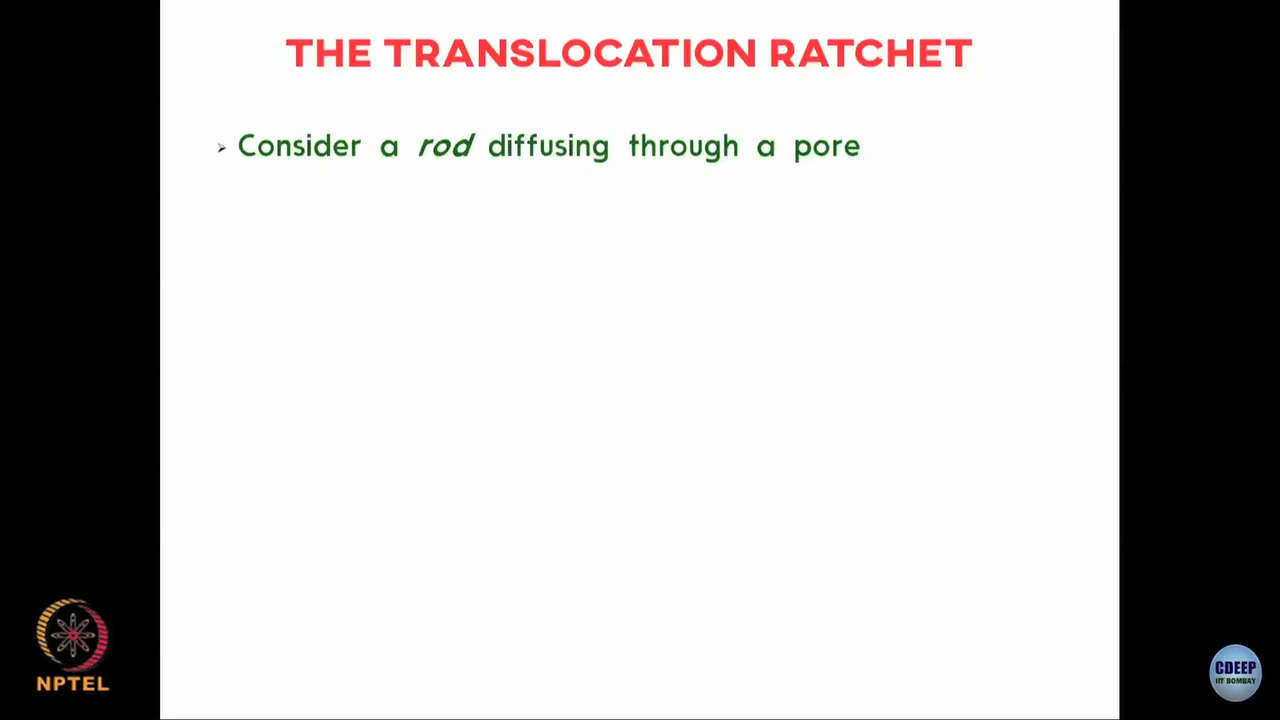 THE TRANSLOCATION RATCHET
Consider a rod diffusing through a pore
NPTEL
CDEEP
IIT BOMBAY